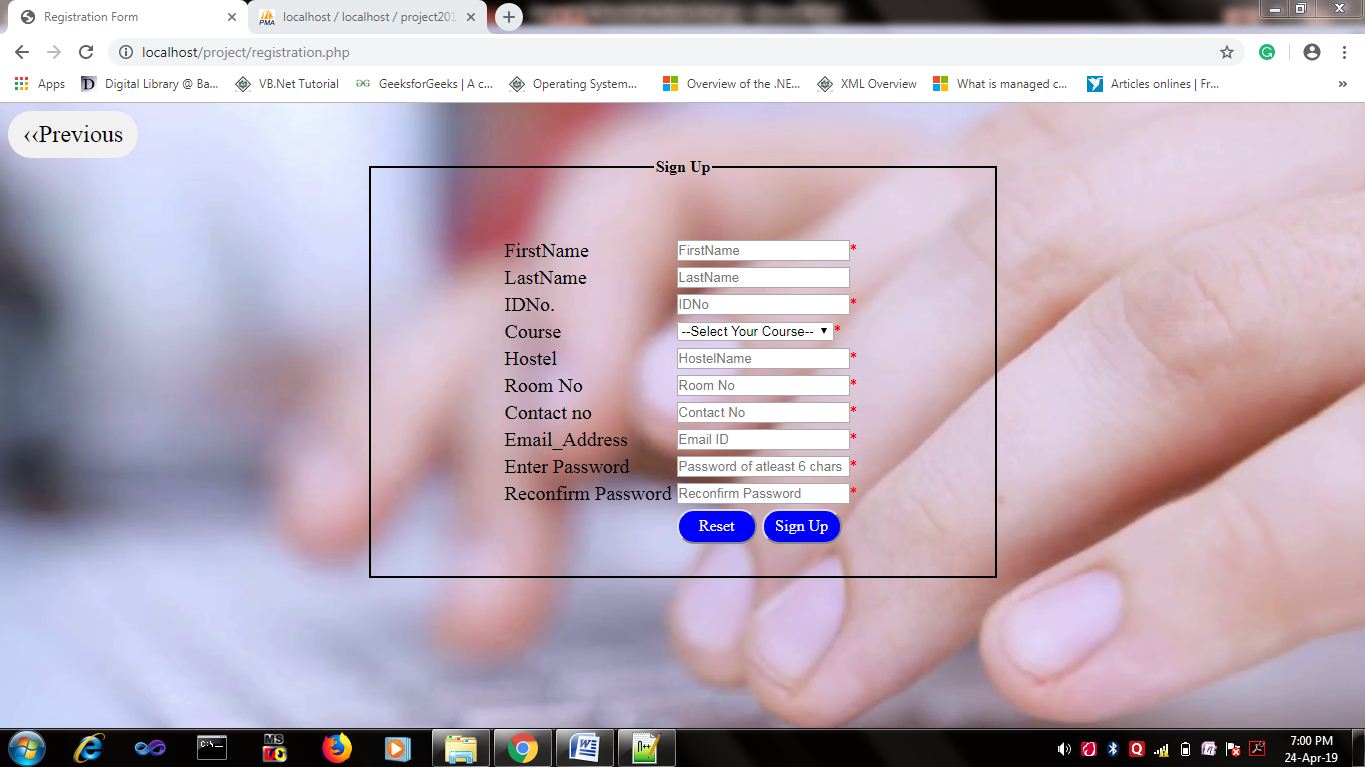 Registration Form
PMA localhost / localhost / project201
localhost/project/registration.php
Apps Digital Library @ Ba... VB.Net Tutorial GeeksforGeeks | A c... Operating System... Overview of the .NE... XML Overview What is managed c... Articles onlines | Fr...
‹‹Previous
Sign Up
FirstName FirstName *
LastName LastName
IDNo. IDNo *
Course --Select Your Course-- *
Hostel HostelName *
Room No Room No *
Contact no Contact No *
Email_Address Email ID *
Enter Password Password of atleast 6 chars *
Reconfirm Password Reconfirm Password *
Reset Sign Up
7:00 PM
24-Apr-19